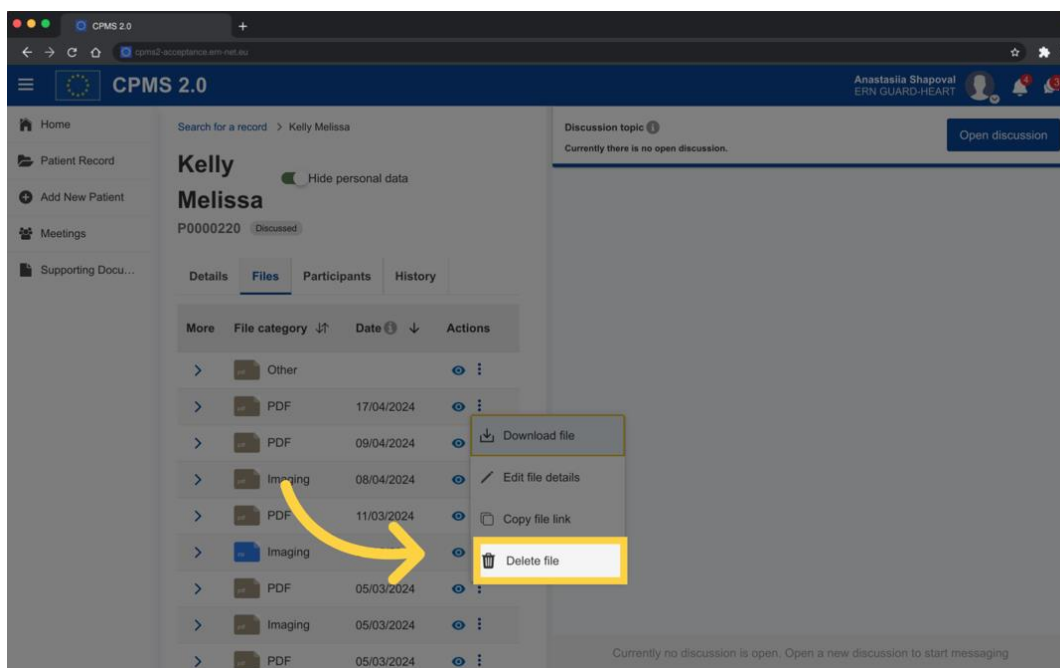 CPMS 2.0
cpms2-acceptance.ern-net.eu
CPMS 2.0
Anastasiia Shapoval
ERN GUARD-HEART
Home
Patient Record
Add New Patient
Meetings
Supporting Docu...
Search for a record > Kelly Melissa
Kelly
Melissa
Hide personal data
P0000220 Discussed
Details Files Participants History
More File category Date Actions
Other
PDF 17/04/2024
PDF 09/04/2024
Imaging 08/04/2024
PDF 11/03/2024
Imaging
PDF 05/03/2024
Imaging 05/03/2024
PDF 05/03/2024
Download file
Edit file details
Copy file link
Delete file
Discussion topic
Currently there is no open discussion.
Open discussion
Currently no discussion is open. Open a new discussion to start messaging